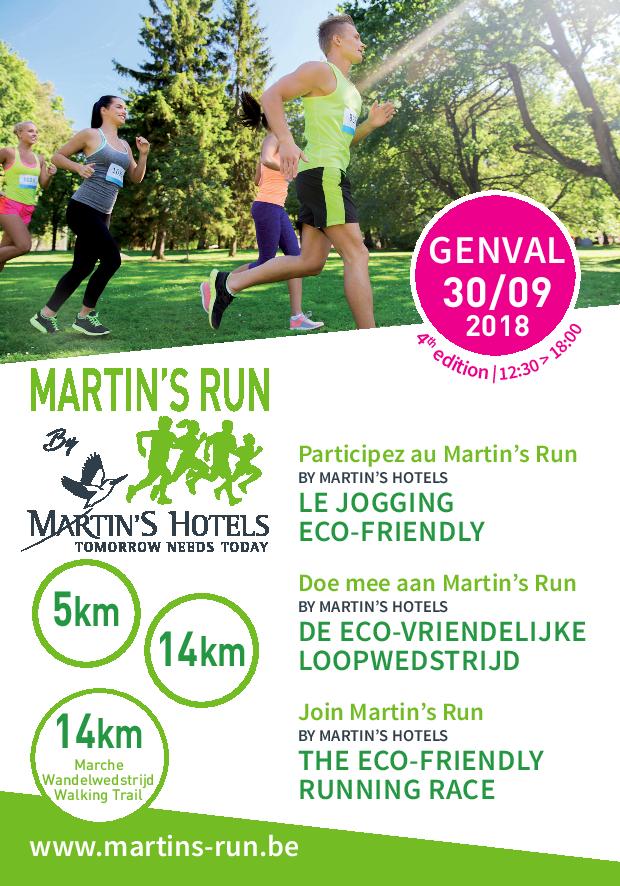 GENVAL
30/09
2018
4th edition | 12:30 > 18:00
MARTIN'S RUN
By
MARTIN'S HOTELS
TOMORROW NEEDS TODAY
5km
14km
14km
Marche
Wandelwedstrijd
Walking Trail
Participez au Martin's Run
BY MARTIN'S HOTELS
LE JOGGING
ECO-FRIENDLY
Doe mee aan Martin's Run
BY MARTIN'S HOTELS
DE ECO-VRIENDELIJKE
LOOPWEDSTRIJD
Join Martin's Run
BY MARTIN'S HOTELS
THE ECO-FRIENDLY
RUNNING RACE
www.martins-run.be